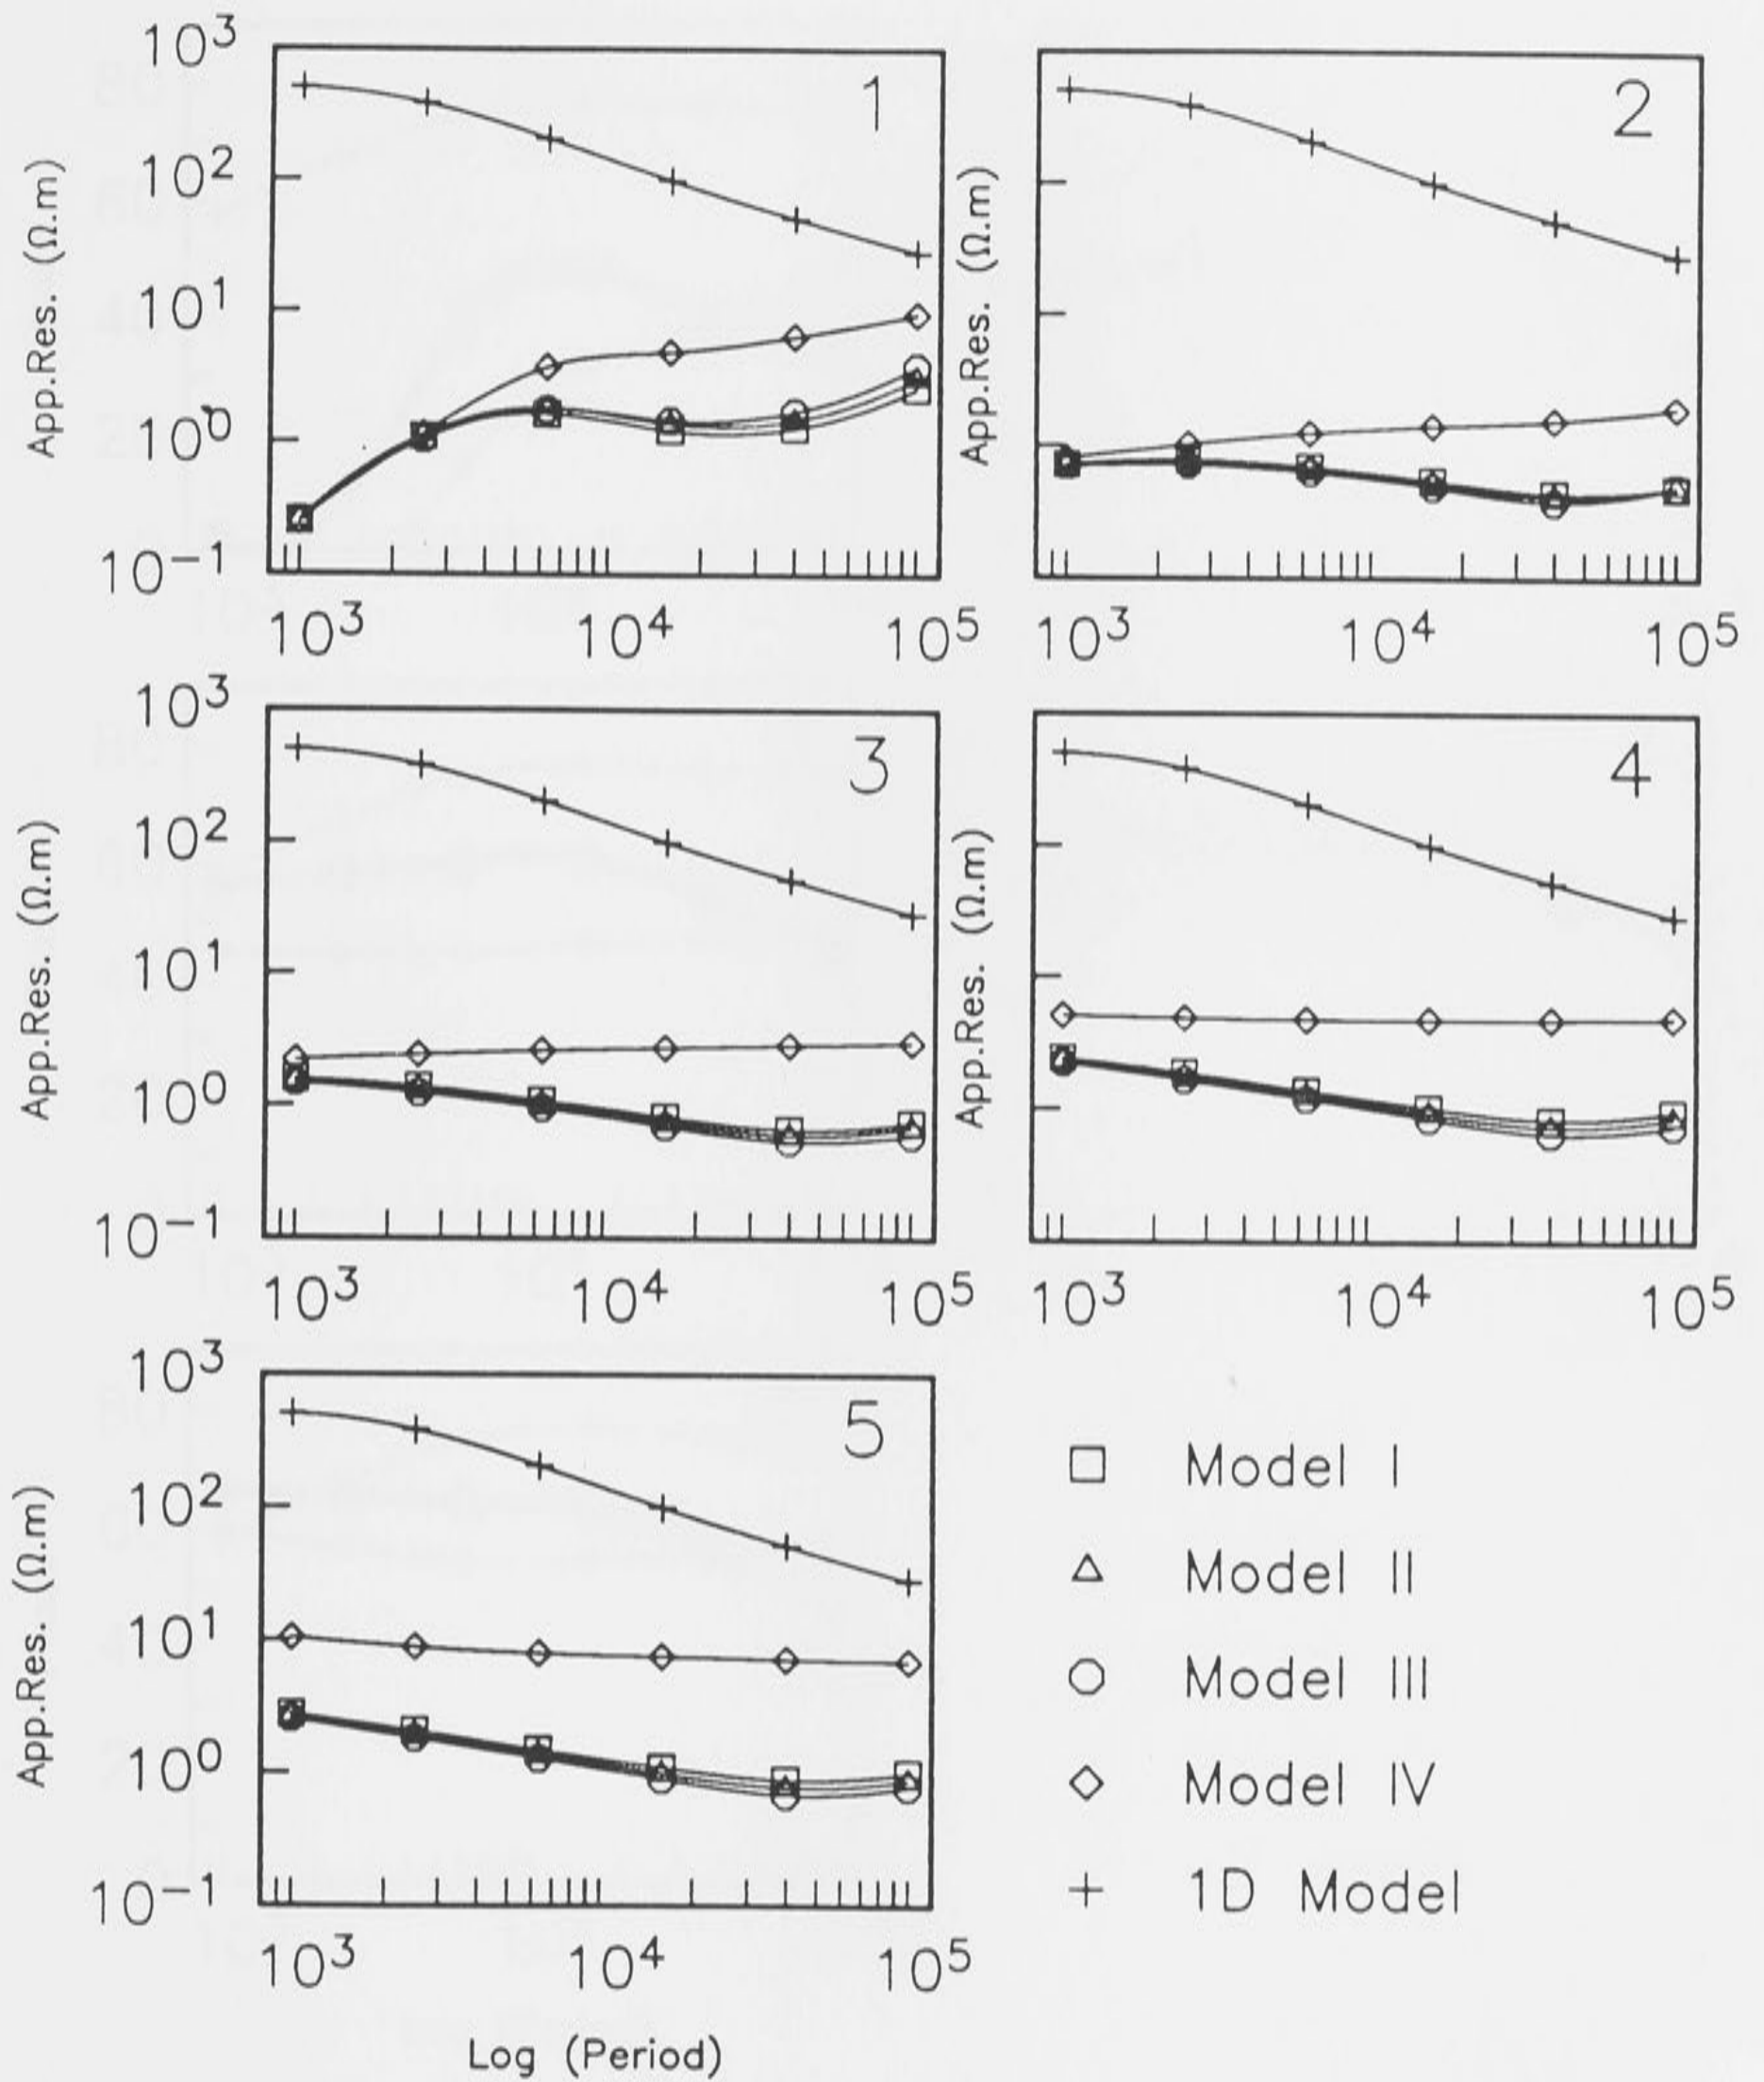 10³
10²
10¹
10⁰
10⁻¹
App.Res. (Ω.m)
1
10³ 10⁴ 10⁵
App.Res. (Ω.m)
2
10³ 10⁴ 10⁵
10³
10²
10¹
10⁰
10⁻¹
App.Res. (Ω.m)
3
10³ 10⁴ 10⁵
App.Res. (Ω.m)
4
10³ 10⁴ 10⁵
10³
10²
10¹
10⁰
10⁻¹
App.Res. (Ω.m)
5
10³ 10⁴ 10⁵
Log (Period)
Model I
Model II
Model III
Model IV
1D Model